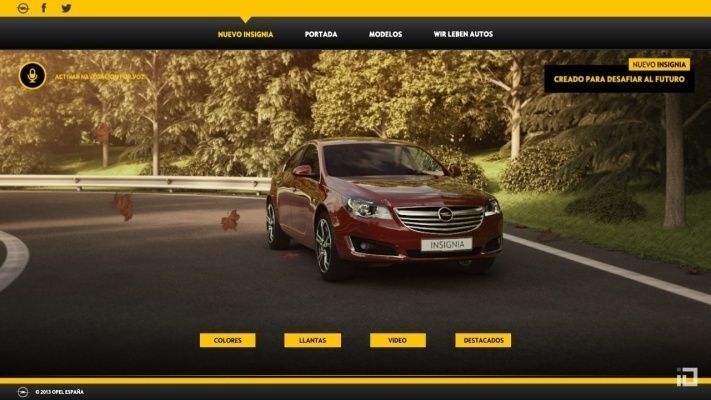 NUEVO INSIGNIA
PORTADA
MODELOS
WIR LEBEN AUTOS
ACTIVAR NAVEGACIÓN POR VOZ
NUEVO INSIGNIA
CREADO PARA DESAFIAR AL FUTURO
INSIGNIA
COLORES
LLANTAS
VIDEO
DESTACADOS
© 2013 OPEL ESPAÑA